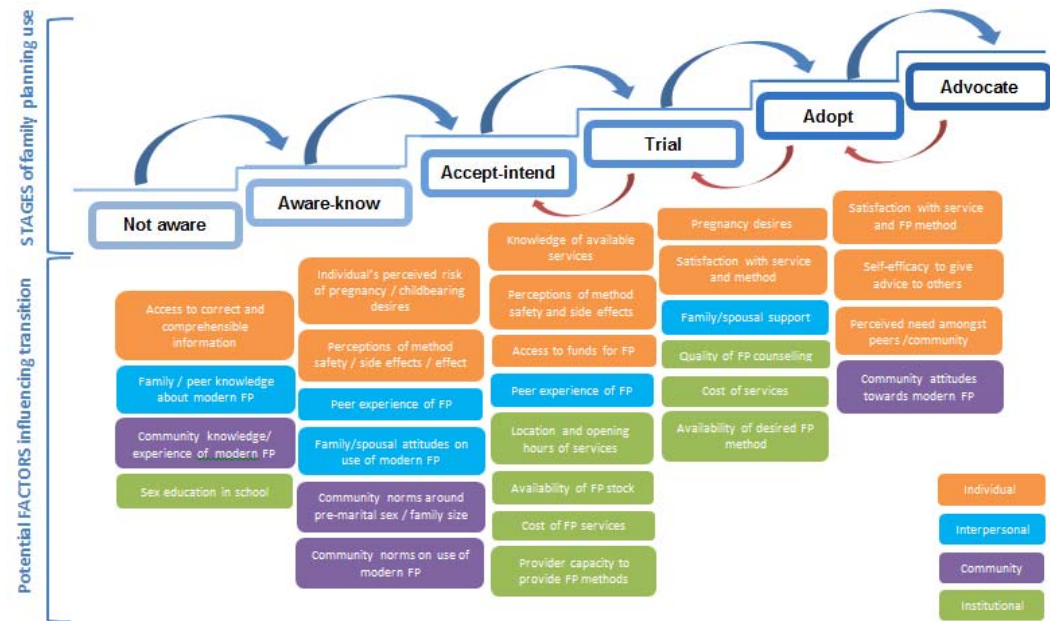 STAGES of family planning use
Not aware
Aware-know
Accept-intend
Trial
Adopt
Advocate
Potential FACTORS influencing transition
Access to correct and
comprehensible
information
Family / peer knowledge
about modern FP
Community knowledge/
experience of modern FP
Sex education in school
Individual's perceived risk
of pregnancy / childbearing
desires
Perceptions of method
safety / side effects / effect
Peer experience of FP
Family/spousal attitudes on
use of modern FP
Community norms around
pre-marital sex / family size
Community norms on use of
modern FP
Knowledge of available
services
Perceptions of method
safety and side effects
Access to funds for FP
Peer experience of FP
Location and opening
hours of services
Availability of FP stock
Cost of FP services
Provider capacity to
provide FP methods
Pregnancy desires
Satisfaction with service
and method
Family/spousal support
Quality of FP counselling
Cost of services
Availability of desired FP
method
Satisfaction with service
and FP method
Self-efficacy to give
advice to others
Perceived need amongst
peers /community
Community attitudes
towards modern FP
Individual
Interpersonal
Community
Institutional